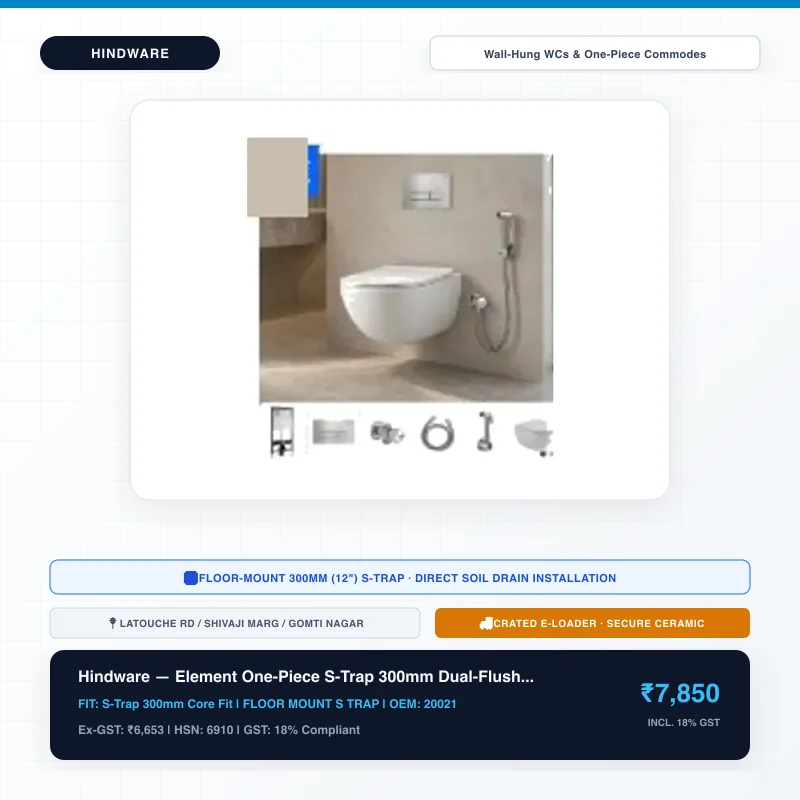 HINDWARE
Wall-Hung WCs & One-Piece Commodes
FLOOR-MOUNT 300MM (12") S-TRAP · DIRECT SOIL DRAIN INSTALLATION
LATOUCHE RD / SHIVAJI MARG / GOMTI NAGAR
CRATED E-LOADER · SECURE CERAMIC
Hindware — Element One-Piece S-Trap 300mm Dual-Flush...
FIT: S-Trap 300mm Core Fit | FLOOR MOUNT S TRAP | OEM: 20021
Ex-GST: ₹6,653 | HSN: 6910 | GST: 18% Compliant
₹7,850
INCL. 18% GST